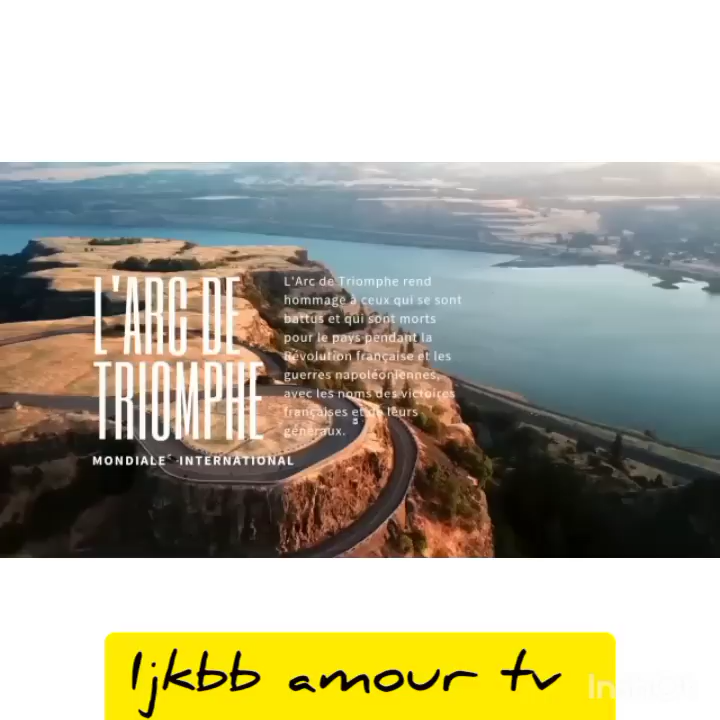 L'ARC DE
TRIOMPHE
MONDIALE INTERNATIONAL
L'Arc de Triomphe rend
hommage à ceux qui se sont
battus et qui sont morts
pour le pays pendant la
Révolution française et les
guerres napoléoniennes,
avec les noms des victoires
françaises et de leurs
généraux.
ljkbb amour tv